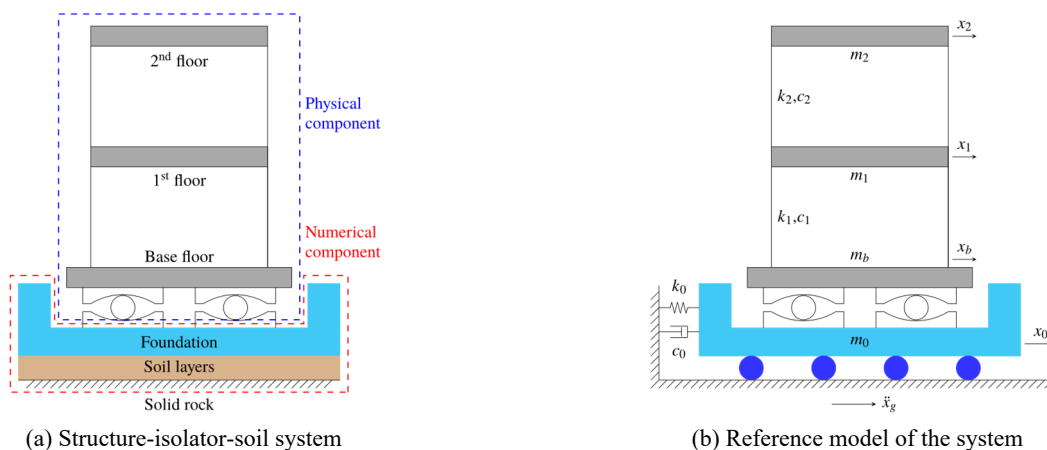 2nd floor
Physical
component
1st floor
Numerical
component
Base floor
Foundation
Soil layers
Solid rock
(a) Structure-isolator-soil system
x2
m2
k2,c2
x1
m1
k1,c1
xb
mb
k0
c0
m0
x0
ẍg
(b) Reference model of the system